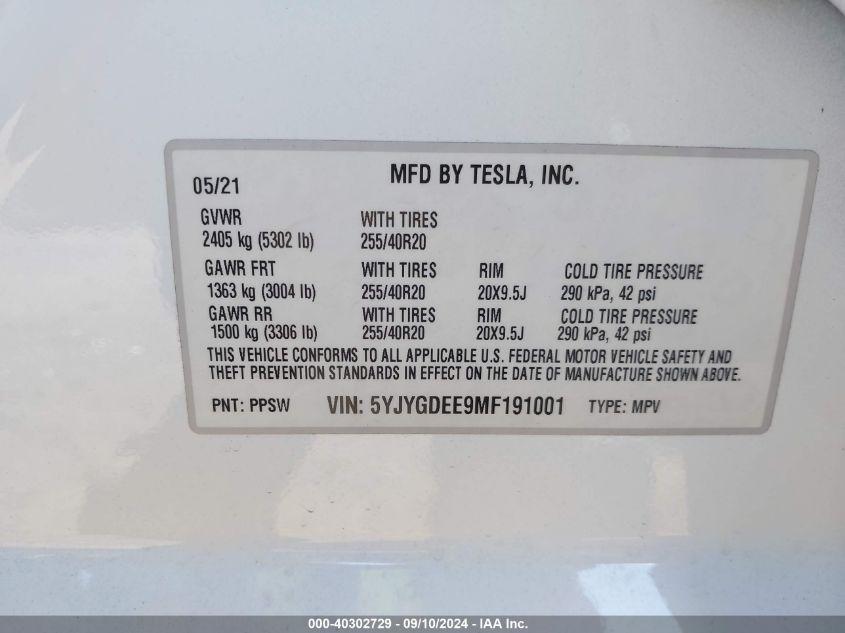 05/21 MFD BY TESLA, INC.
GVWR WITH TIRES
2405 kg (5302 lb) 255/40R20
GAWR FRT WITH TIRES RIM COLD TIRE PRESSURE
1363 kg (3004 lb) 255/40R20 20X9.5J 290 kPa, 42 psi
GAWR RR WITH TIRES RIM COLD TIRE PRESSURE
1500 kg (3306 lb) 255/40R20 20X9.5J 290 kPa, 42 psi
THIS VEHICLE CONFORMS TO ALL APPLICABLE U.S. FEDERAL MOTOR VEHICLE SAFETY AND
THEFT PREVENTION STANDARDS IN EFFECT ON THE DATE OF MANUFACTURE SHOWN ABOVE.
PNT: PPSW VIN: 5YJYGDEE9MF191001 TYPE: MPV
000-40302729 - 09/10/2024 - IAA Inc.